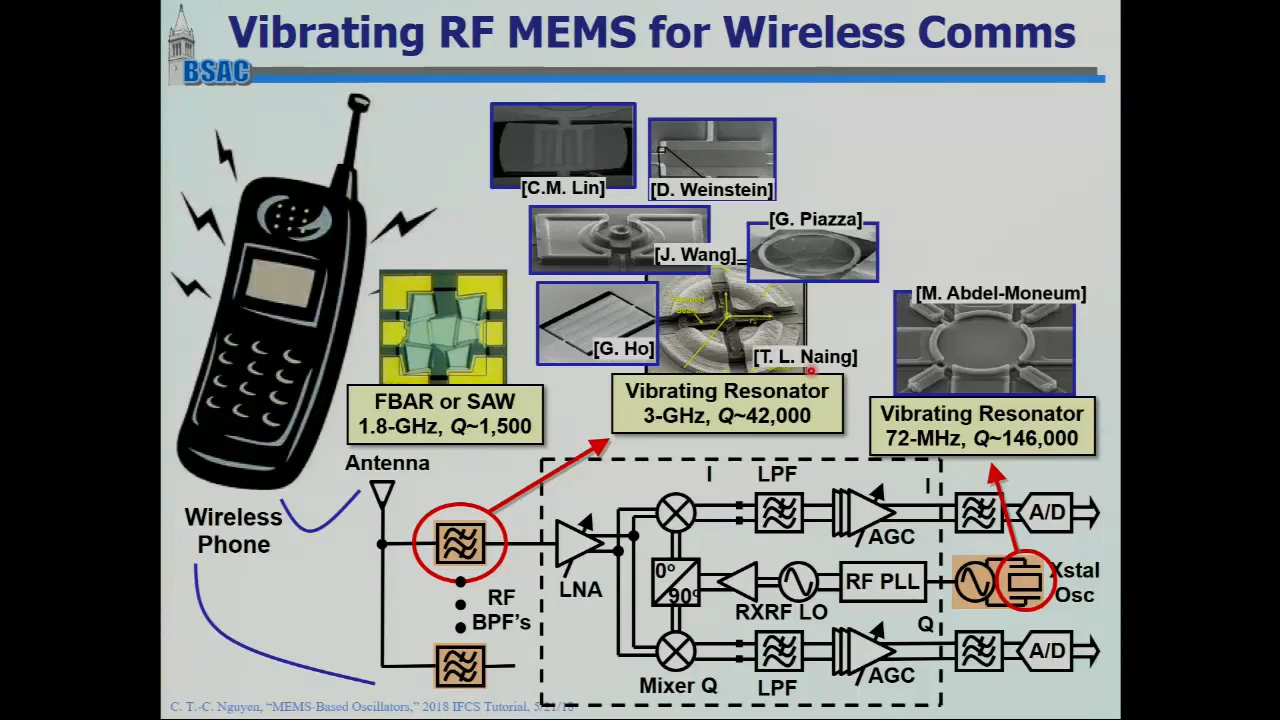 Vibrating RF MEMS for Wireless Comms
BSAC
[C.M. Lin]
[D. Weinstein]
[G. Piazza]
[J. Wang]
[M. Abdel-Moneum]
[G. Ho]
[T. L. Naing]
FBAR or SAW
1.8-GHz, Q~1,500
Vibrating Resonator
3-GHz, Q~42,000
Vibrating Resonator
72-MHz, Q~146,000
Antenna
Wireless
Phone
I
LPF
I
A/D
AGC
LNA
0°
90°
RXRF LO
RF PLL
Xstal
Osc
RF
BPF's
Q
A/D
Mixer Q
LPF
AGC
C. T.-C. Nguyen, "MEMS-Based Oscillators," 2018 IFCS Tutorial, 5/21/18